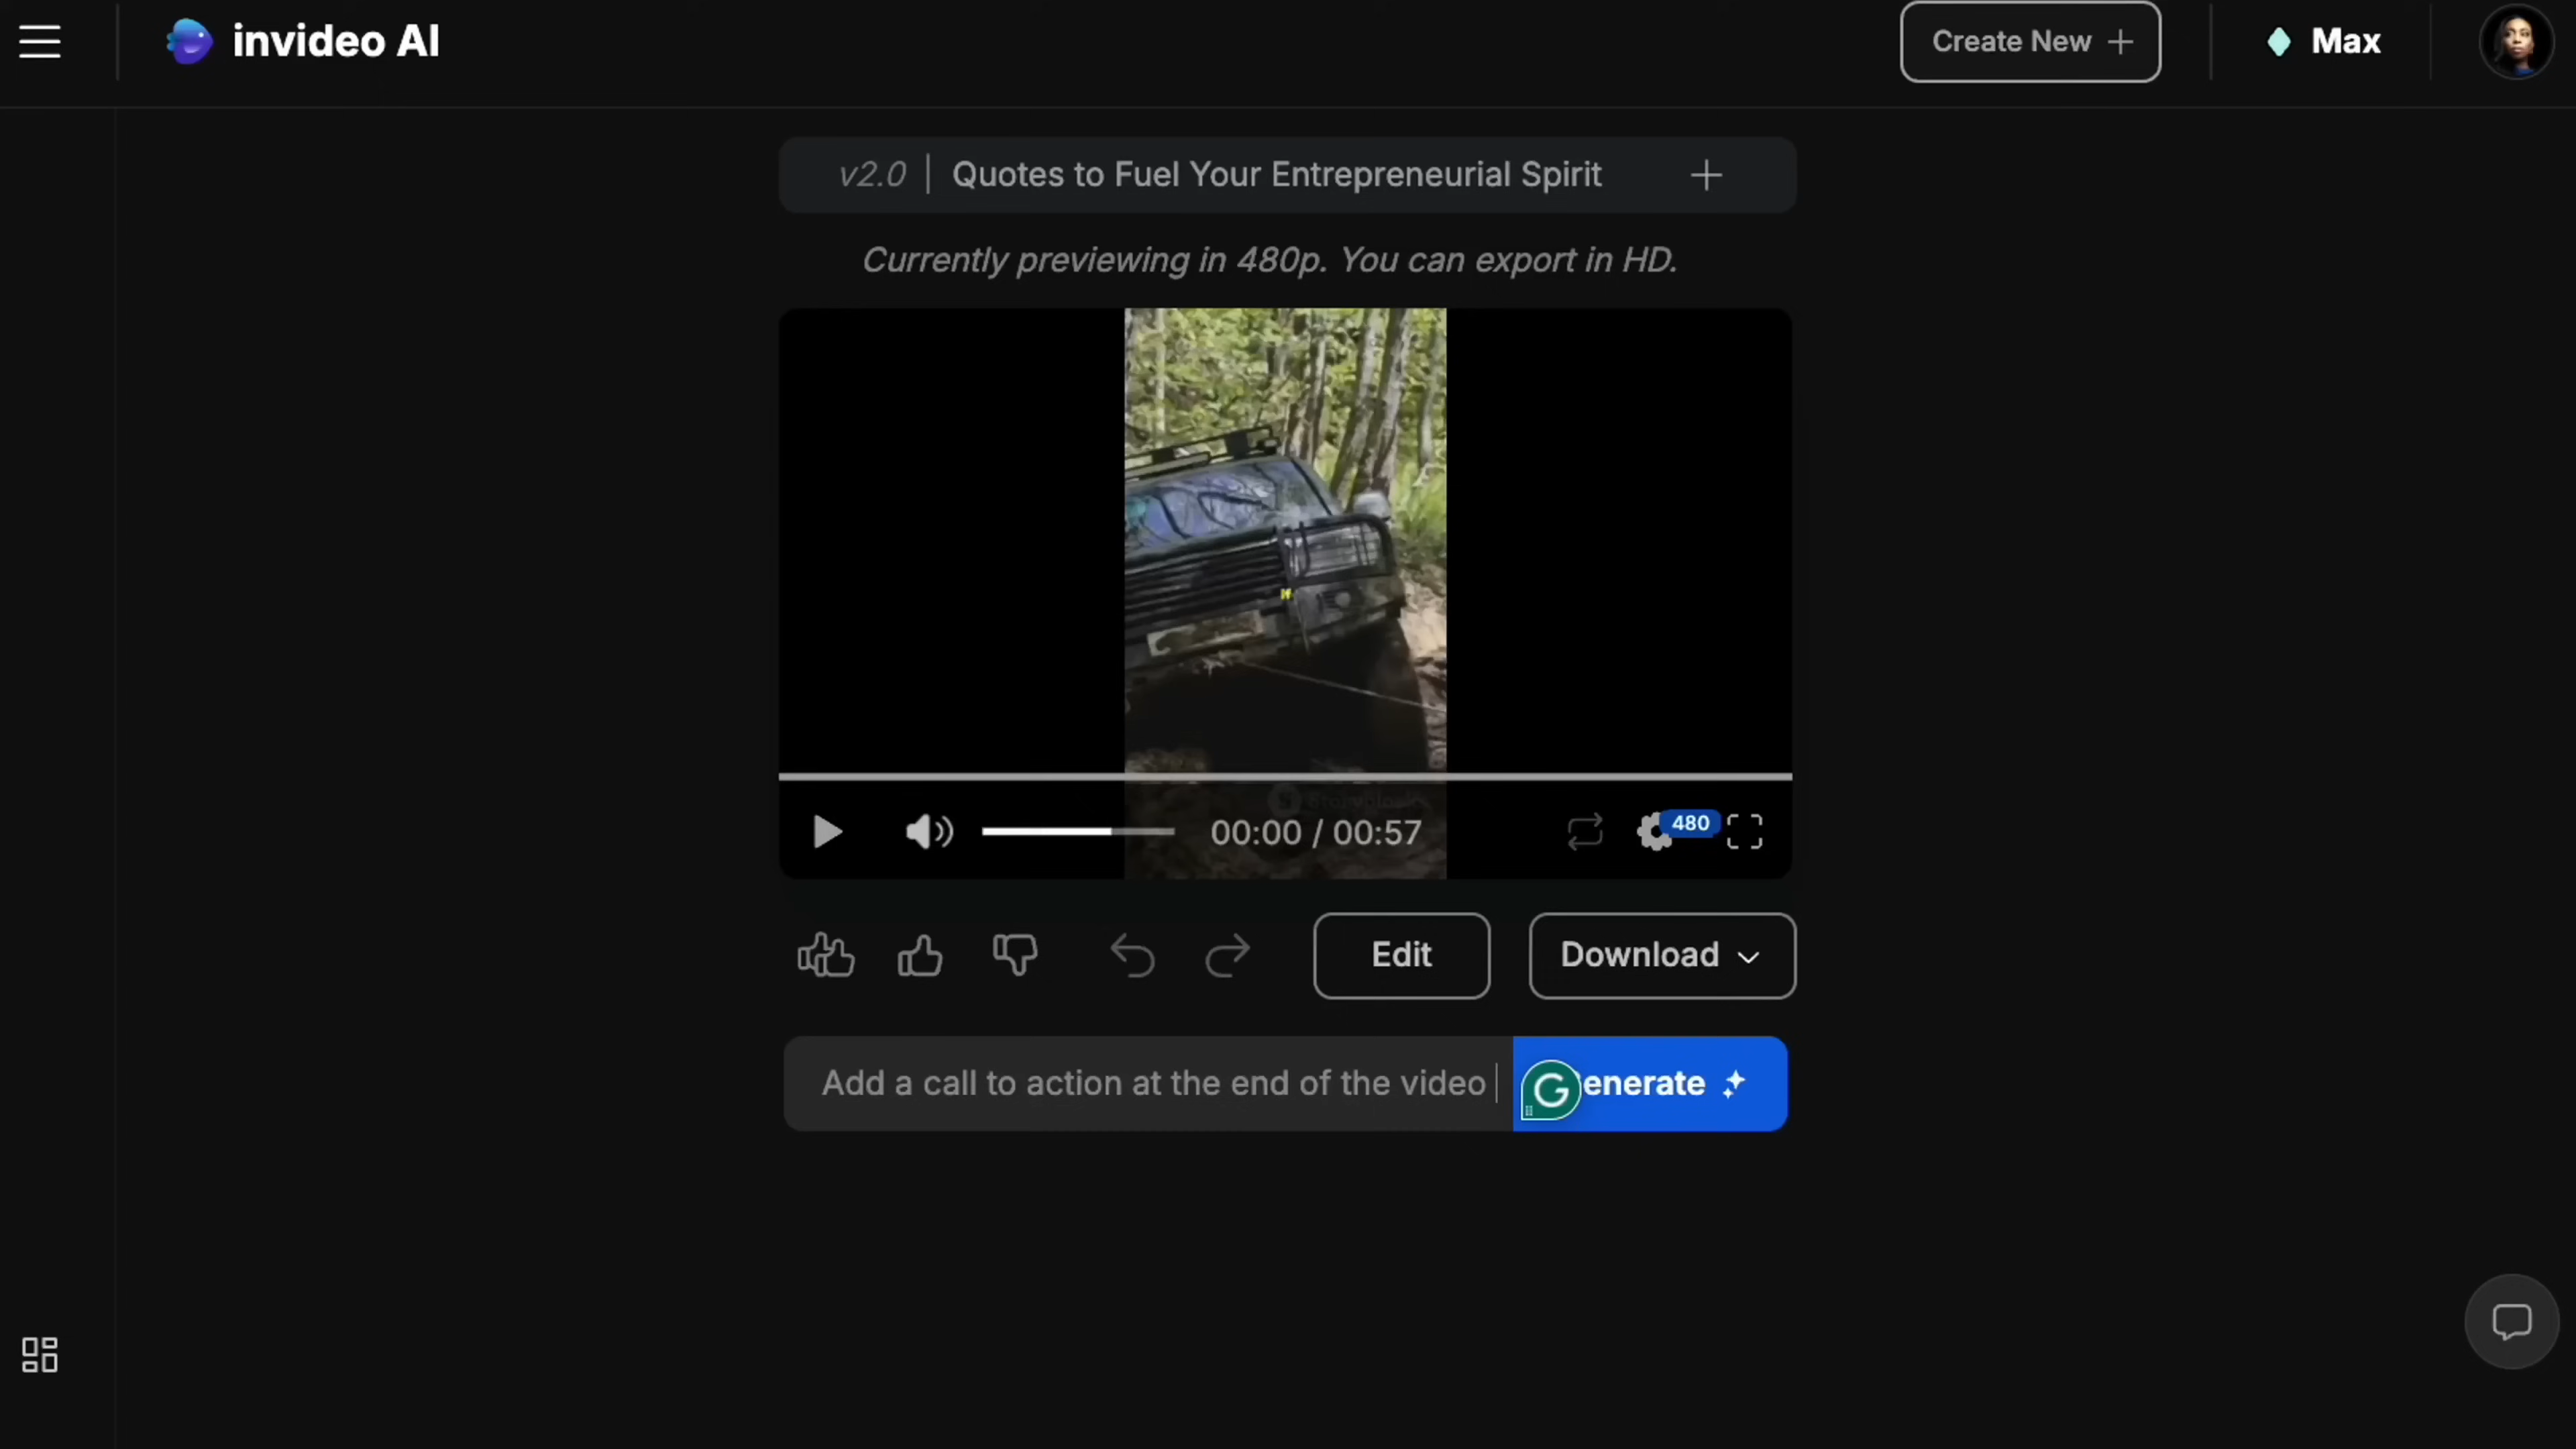 invideo AI
Create New +
Max
v2.0 | Quotes to Fuel Your Entrepreneurial Spirit +
Currently previewing in 480p. You can export in HD.
If
00:00 / 00:57
480
Edit
Download
Add a call to action at the end of the video
G
enerate